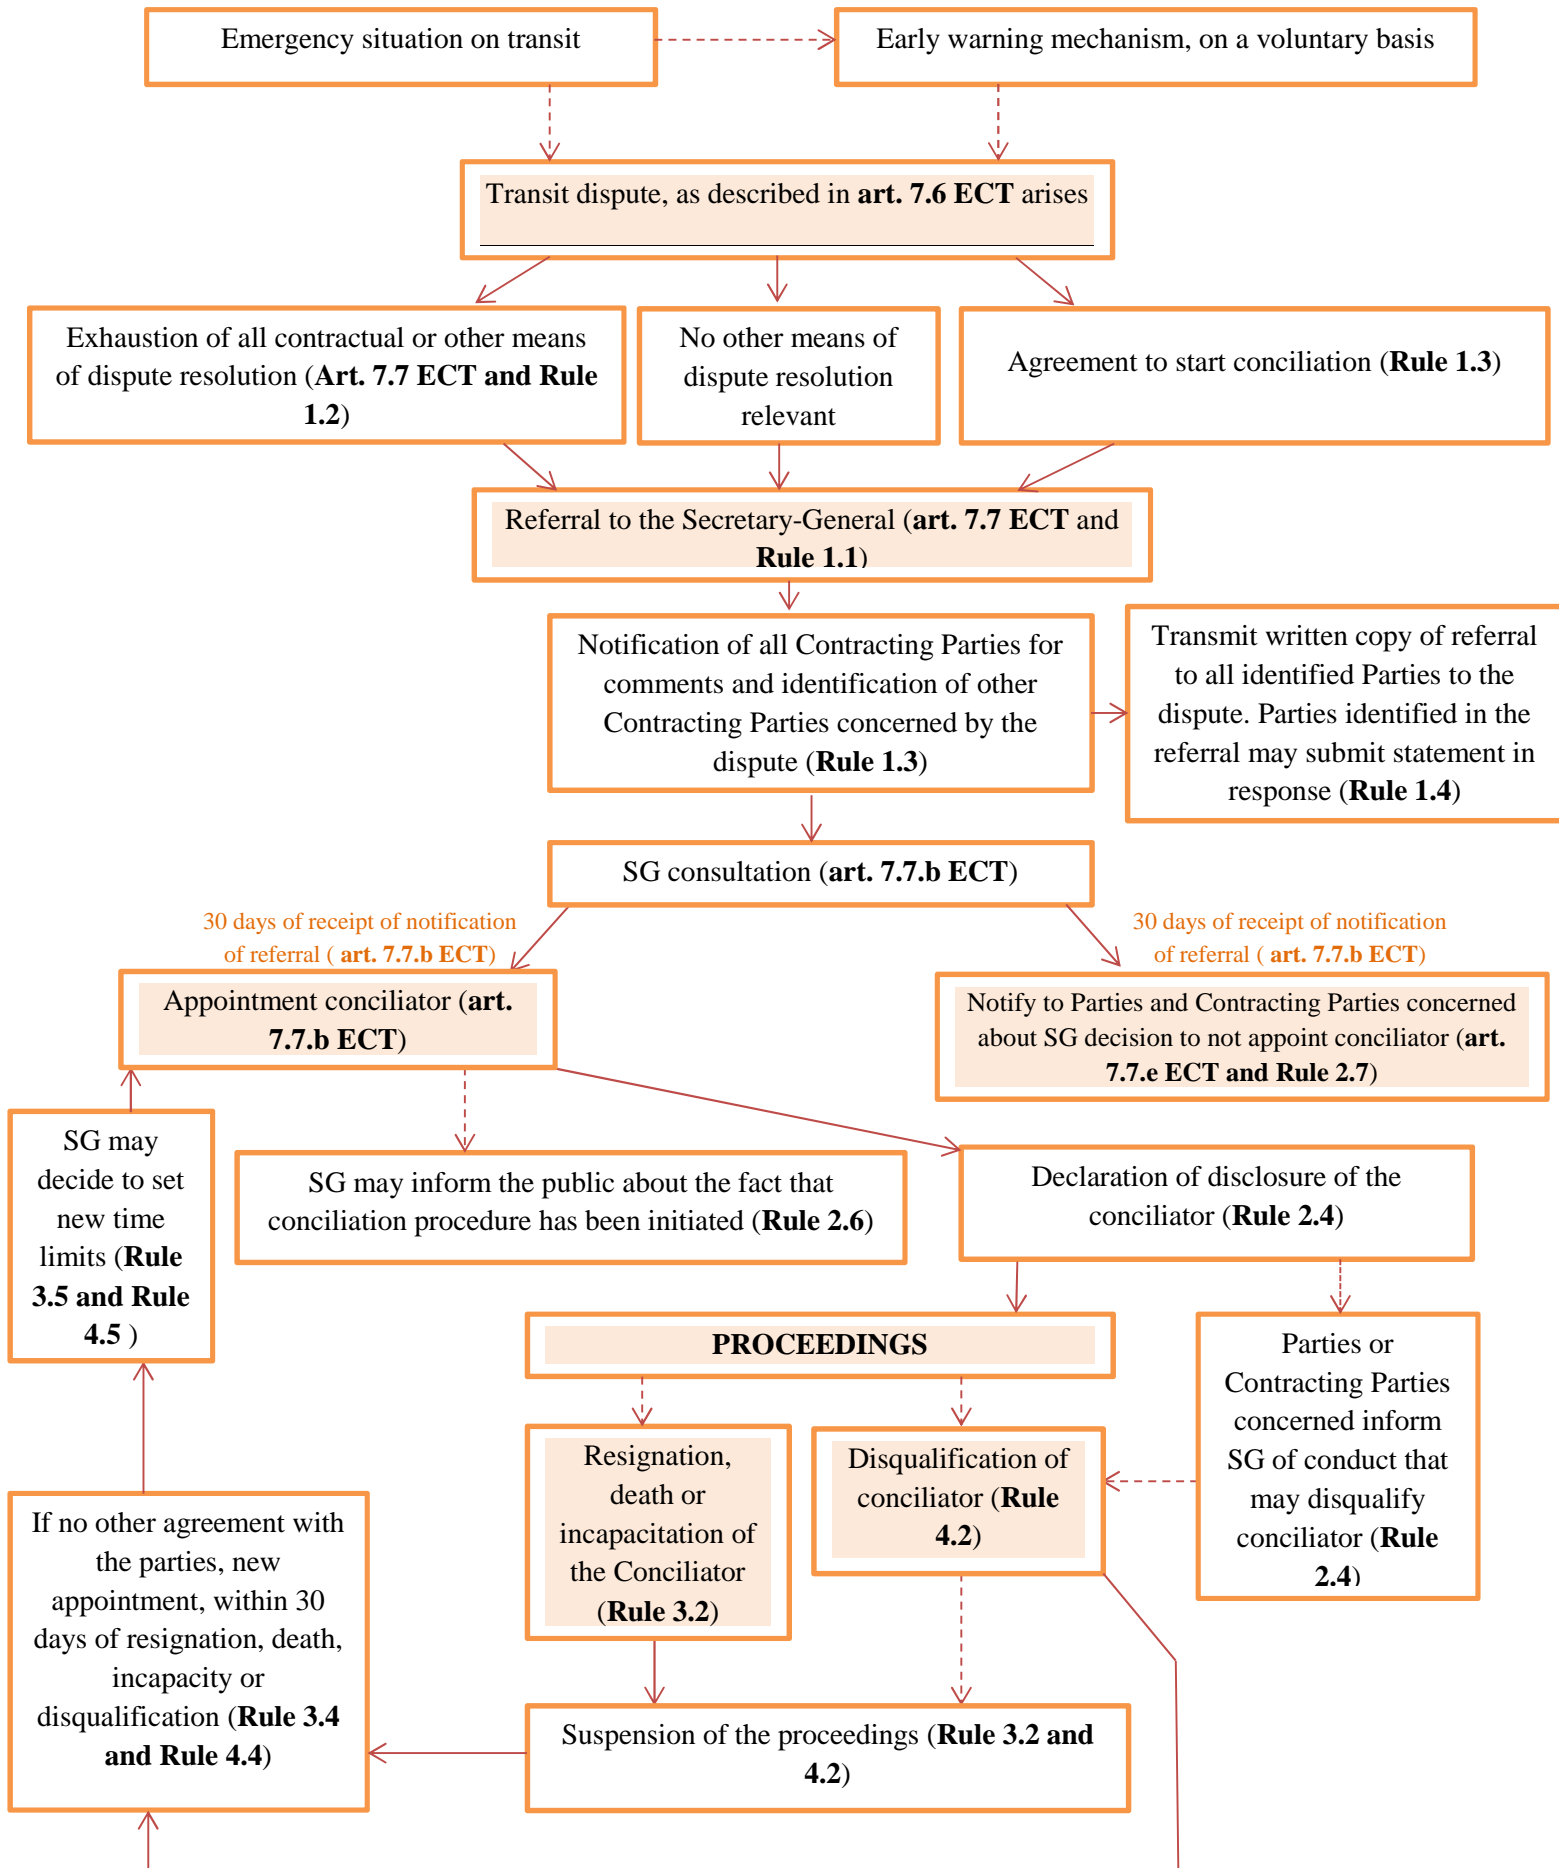 Emergency situation on transit
Early warning mechanism, on a voluntary basis
Transit dispute, as described in art. 7.6 ECT arises
Exhaustion of all contractual or other means
of dispute resolution (Art. 7.7 ECT and Rule
1.2)
No other means of
dispute resolution
relevant
Agreement to start conciliation (Rule 1.3)
Referral to the Secretary-General (art. 7.7 ECT and
Rule 1.1)
Notification of all Contracting Parties for
comments and identification of other
Contracting Parties concerned by the
dispute (Rule 1.3)
Transmit written copy of referral
to all identified Parties to the
dispute. Parties identified in the
referral may submit statement in
response (Rule 1.4)
SG consultation (art. 7.7.b ECT)
30 days of receipt of notification
of referral ( art. 7.7.b ECT)
30 days of receipt of notification
of referral ( art. 7.7.b ECT)
Appointment conciliator (art.
7.7.b ECT)
Notify to Parties and Contracting Parties concerned
about SG decision to not appoint conciliator (art.
7.7.e ECT and Rule 2.7)
SG may
decide to set
new time
limits (Rule
3.5 and Rule
4.5 )
SG may inform the public about the fact that
conciliation procedure has been initiated (Rule 2.6)
Declaration of disclosure of the
conciliator (Rule 2.4)
PROCEEDINGS
Parties or
Contracting Parties
concerned inform
SG of conduct that
may disqualify
conciliator (Rule
2.4)
Resignation,
death or
incapacitation of
the Conciliator
(Rule 3.2)
Disqualification of
conciliator (Rule
4.2)
If no other agreement with
the parties, new
appointment, within 30
days of resignation, death,
incapacity or
disqualification (Rule 3.4
and Rule 4.4)
Suspension of the proceedings (Rule 3.2 and
4.2)